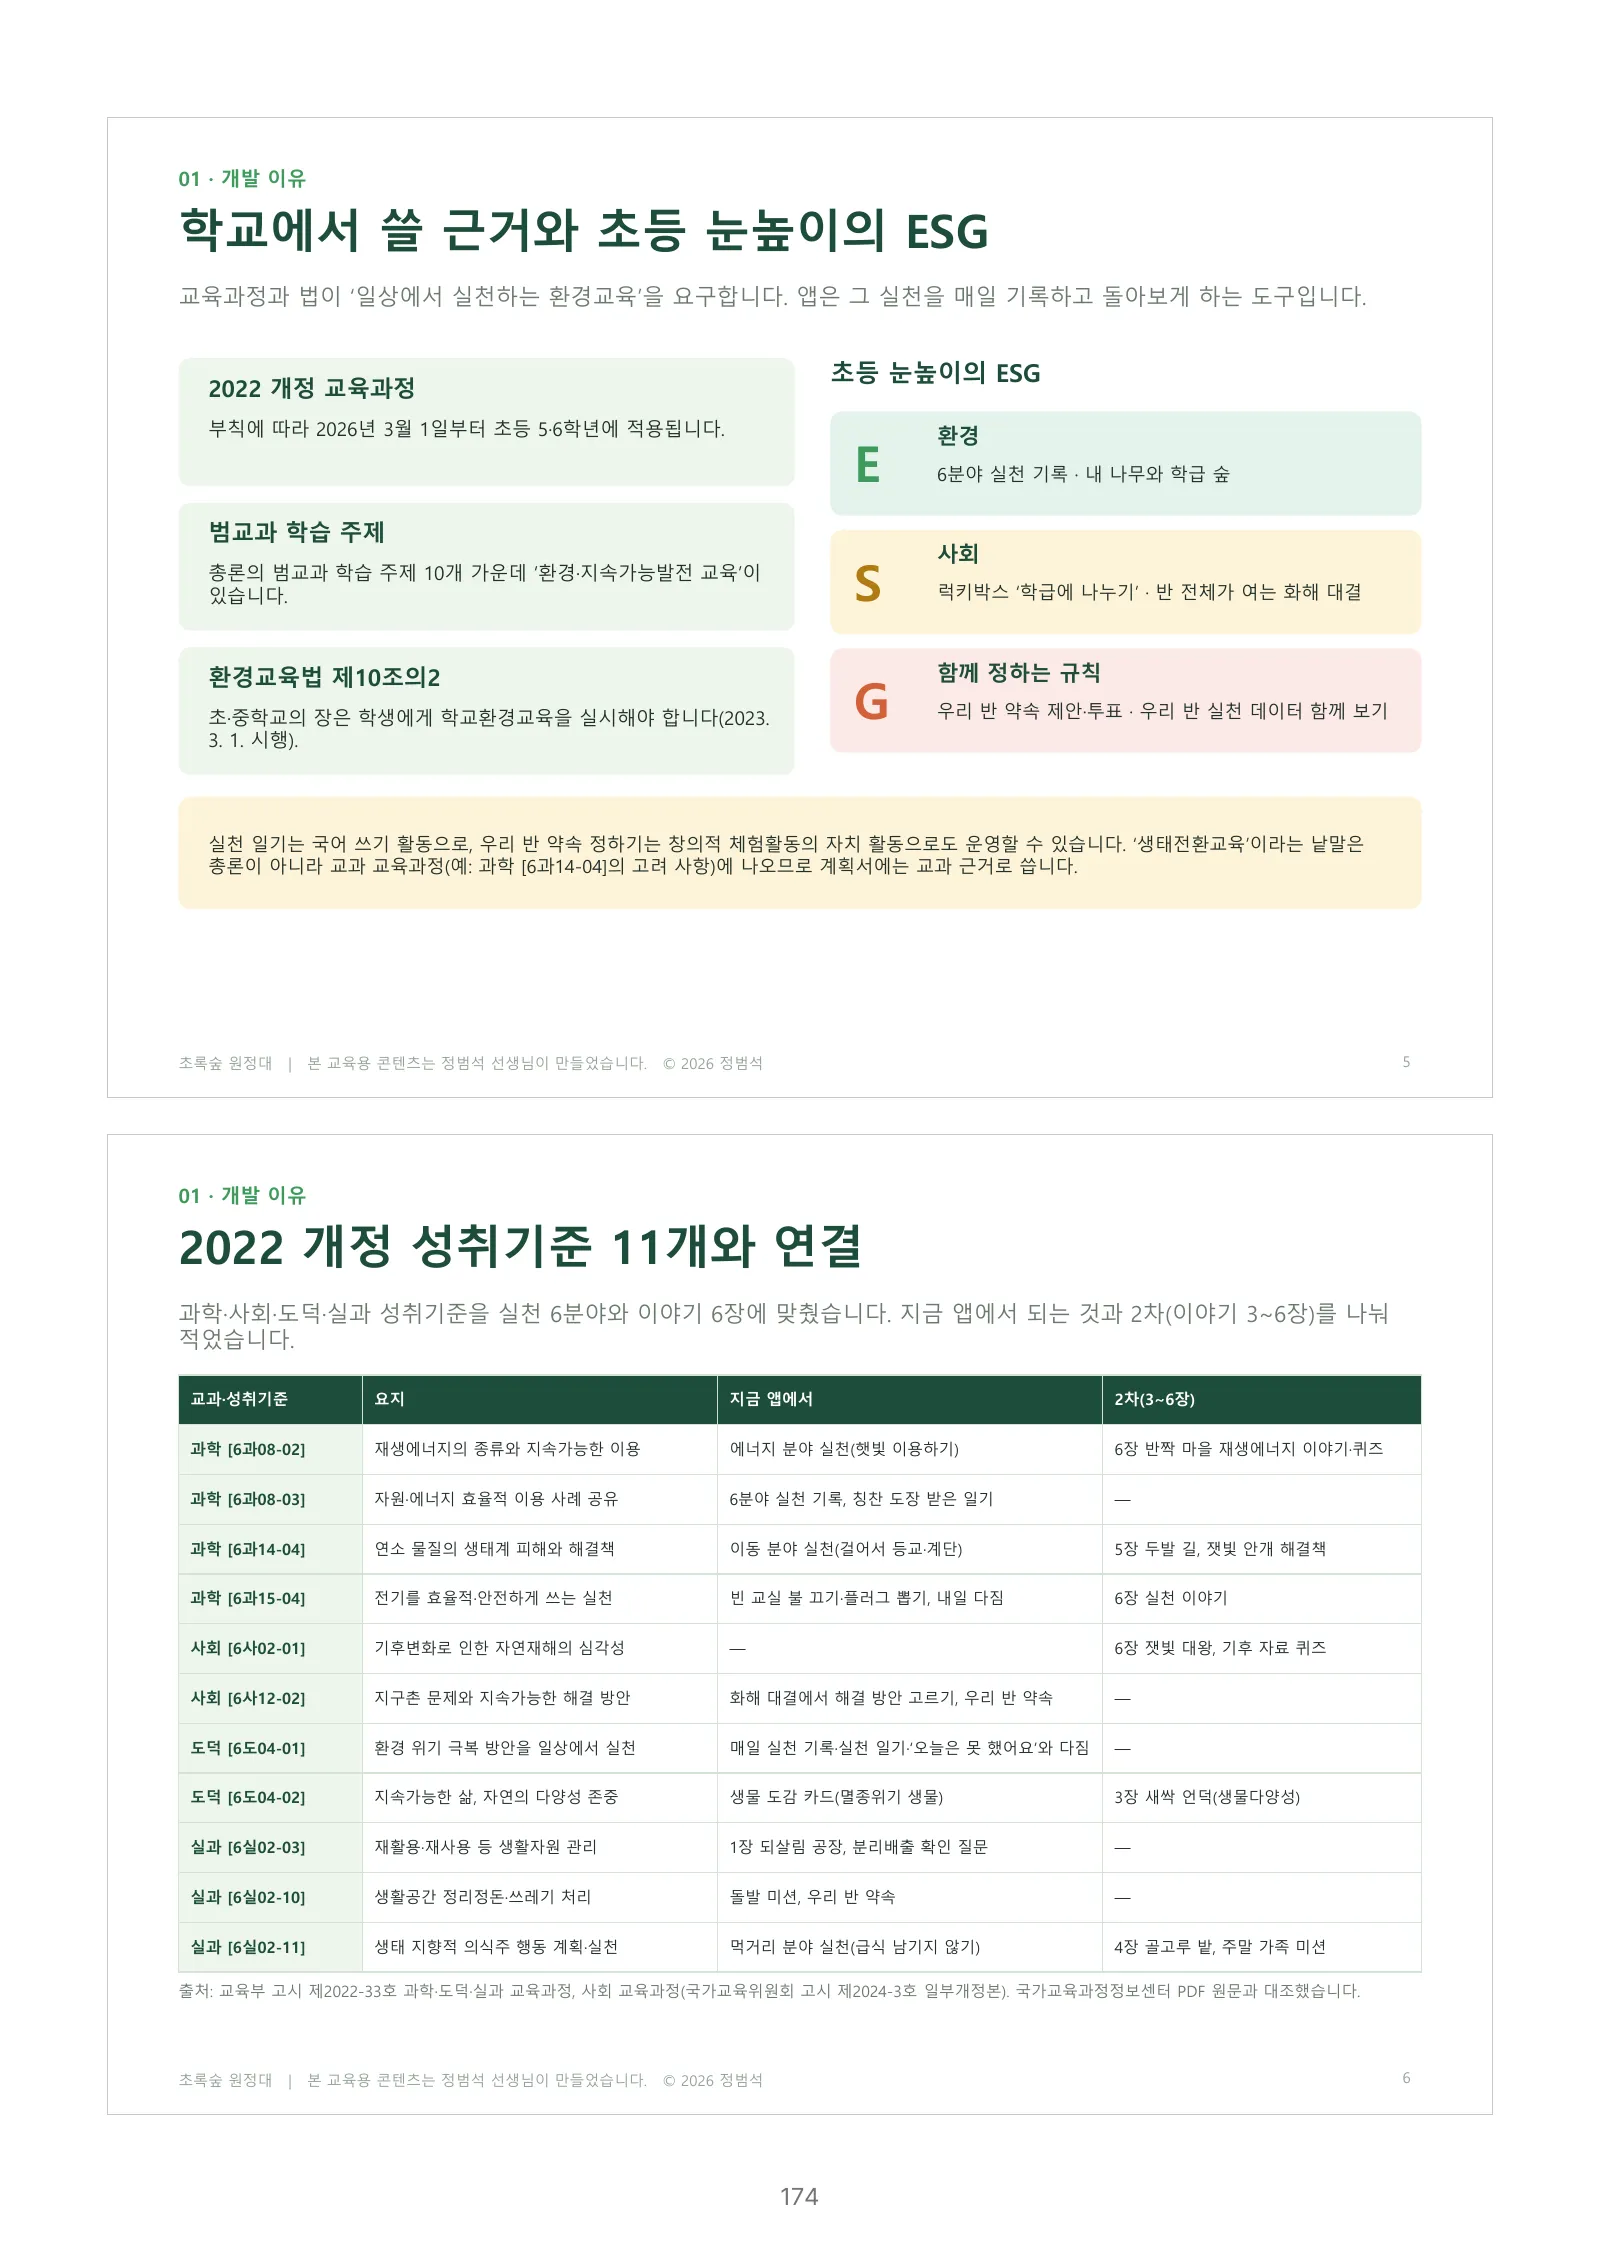 01 · 개발 이유
학교에서 쓸 근거와 초등 눈높이의 ESG
교육과정과 법이 ‘일상에서 실천하는 환경교육’을 요구합니다. 앱은 그 실천을 매일 기록하고 돌아보게 하는 도구입니다.
2022 개정 교육과정
부칙에 따라 2026년 3월 1일부터 초등 5·6학년에 적용됩니다.
범교과 학습 주제
총론의 범교과 학습 주제 10개 가운데 ‘환경·지속가능발전 교육’이
있습니다.
환경교육법 제10조의2
초·중학교의 장은 학생에게 학교환경교육을 실시해야 합니다(2023.
3. 1. 시행).
초등 눈높이의 ESG
E
환경
6분야 실천 기록 · 내 나무와 학급 숲
S
사회
럭키박스 ‘학급에 나누기’ · 반 전체가 여는 화해 대결
G
함께 정하는 규칙
우리 반 약속 제안·투표 · 우리 반 실천 데이터 함께 보기
실천 일기는 국어 쓰기 활동으로, 우리 반 약속 정하기는 창의적 체험활동의 자치 활동으로도 운영할 수 있습니다. ‘생태전환교육’이라는 낱말은
총론이 아니라 교과 교육과정(예: 과학 [6과14-04]의 고려 사항)에 나오므로 계획서에는 교과 근거로 씁니다.
초록숲 원정대 | 본 교육용 콘텐츠는 정범석 선생님이 만들었습니다. © 2026 정범석
5
01 · 개발 이유
2022 개정 성취기준 11개와 연결
과학·사회·도덕·실과 성취기준을 실천 6분야와 이야기 6장에 맞췄습니다. 지금 앱에서 되는 것과 2차(이야기 3~6장)를 나눠
적었습니다.
교과·성취기준 요지 지금 앱에서 2차(3~6장)
과학 [6과08-02] 재생에너지의 종류와 지속가능한 이용 에너지 분야 실천(햇빛 이용하기) 6장 반짝 마을 재생에너지 이야기·퀴즈
과학 [6과08-03] 자원·에너지 효율적 이용 사례 공유 6분야 실천 기록, 칭찬 도장 받은 일기 —
과학 [6과14-04] 연소 물질의 생태계 피해와 해결책 이동 분야 실천(걸어서 등교·계단) 5장 두발 길, 잿빛 안개 해결책
과학 [6과15-04] 전기를 효율적·안전하게 쓰는 실천 빈 교실 불 끄기·플러그 뽑기, 내일 다짐 6장 실천 이야기
사회 [6사02-01] 기후변화로 인한 자연재해의 심각성 — 6장 잿빛 대왕, 기후 자료 퀴즈
사회 [6사12-02] 지구촌 문제와 지속가능한 해결 방안 화해 대결에서 해결 방안 고르기, 우리 반 약속 —
도덕 [6도04-01] 환경 위기 극복 방안을 일상에서 실천 매일 실천 기록·실천 일기·‘오늘은 못 했어요’와 다짐 —
도덕 [6도04-02] 지속가능한 삶, 자연의 다양성 존중 생물 도감 카드(멸종위기 생물) 3장 새싹 언덕(생물다양성)
실과 [6실02-03] 재활용·재사용 등 생활자원 관리 1장 되살림 공장, 분리배출 확인 질문 —
실과 [6실02-10] 생활공간 정리정돈·쓰레기 처리 돌발 미션, 우리 반 약속 —
실과 [6실02-11] 생태 지향적 의식주 행동 계획·실천 먹거리 분야 실천(급식 남기지 않기) 4장 골고루 밭, 주말 가족 미션
출처: 교육부 고시 제2022-33호 과학·도덕·실과 교육과정, 사회 교육과정(국가교육위원회 고시 제2024-3호 일부개정본). 국가교육과정정보센터 PDF 원문과 대조했습니다.
초록숲 원정대 | 본 교육용 콘텐츠는 정범석 선생님이 만들었습니다. © 2026 정범석
6
174